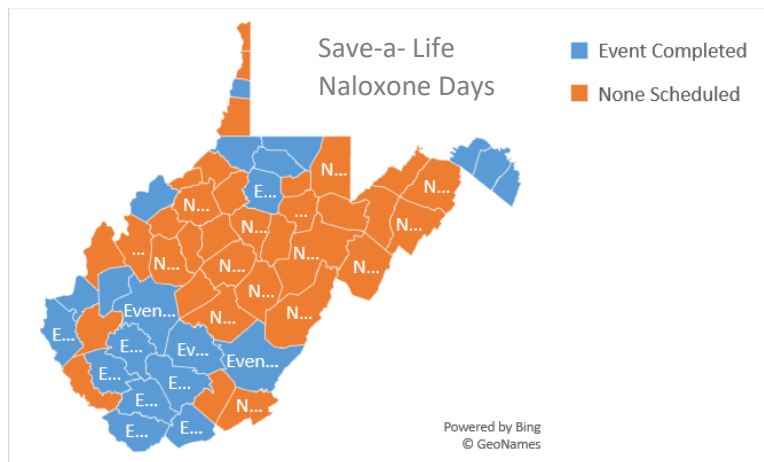 Save-a- Life
Naloxone Days
Event Completed
None Scheduled
N...
E...
N...
N...
...
N...
N...
...
N...
N...
N...
N...
N...
Even...
N...
E...
E...
Ev...
Even...
E...
E...
E...
N...
E...
E...
Powered by Bing
© GeoNames